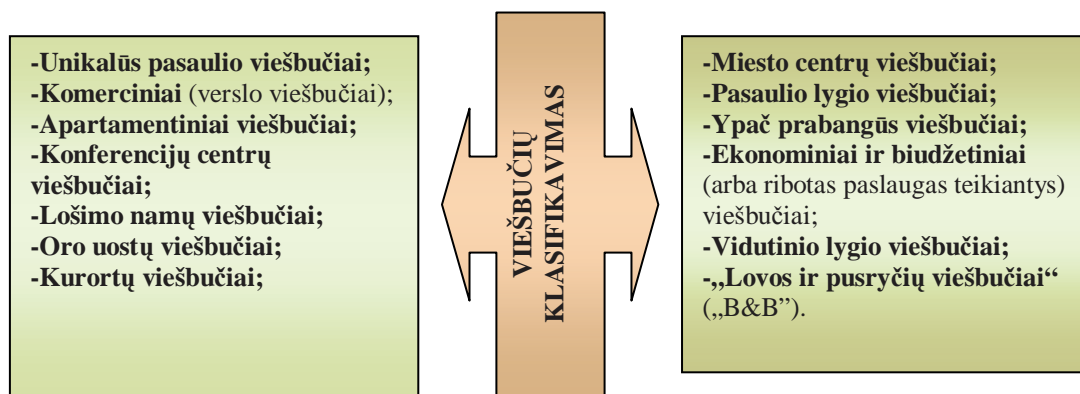 -Unikalūs pasaulio viešbučiai;
-Komerciniai (verslo viešbučiai);
-Apartamentiniai viešbučiai;
-Konferencijų centrų
viešbučiai;
-Lošimo namų viešbučiai;
-Oro uostų viešbučiai;
-Kurortų viešbučiai;
VIEŠBUČIŲ
KLASIFIKAVIMAS
-Miesto centrų viešbučiai;
-Pasaulio lygio viešbučiai;
-Ypač prabangūs viešbučiai;
-Ekonominiai ir biudžetiniai
(arba ribotas paslaugas teikiantys)
viešbučiai;
-Vidutinio lygio viešbučiai;
-„Lovos ir pusryčių viešbučiai“
(„B&B”).